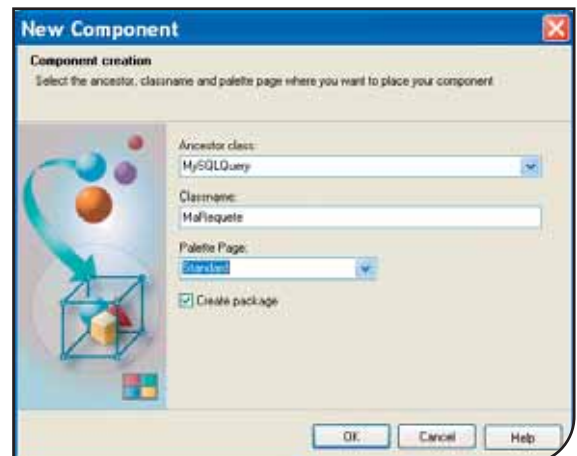 New Component
Component creation
Select the ancestor, classname and palette page where you want to place your component
Ancestor class:
MySQLQuery
Classname:
MaRequete
Palette Page:
Standard
Create package
OK
Cancel
Help